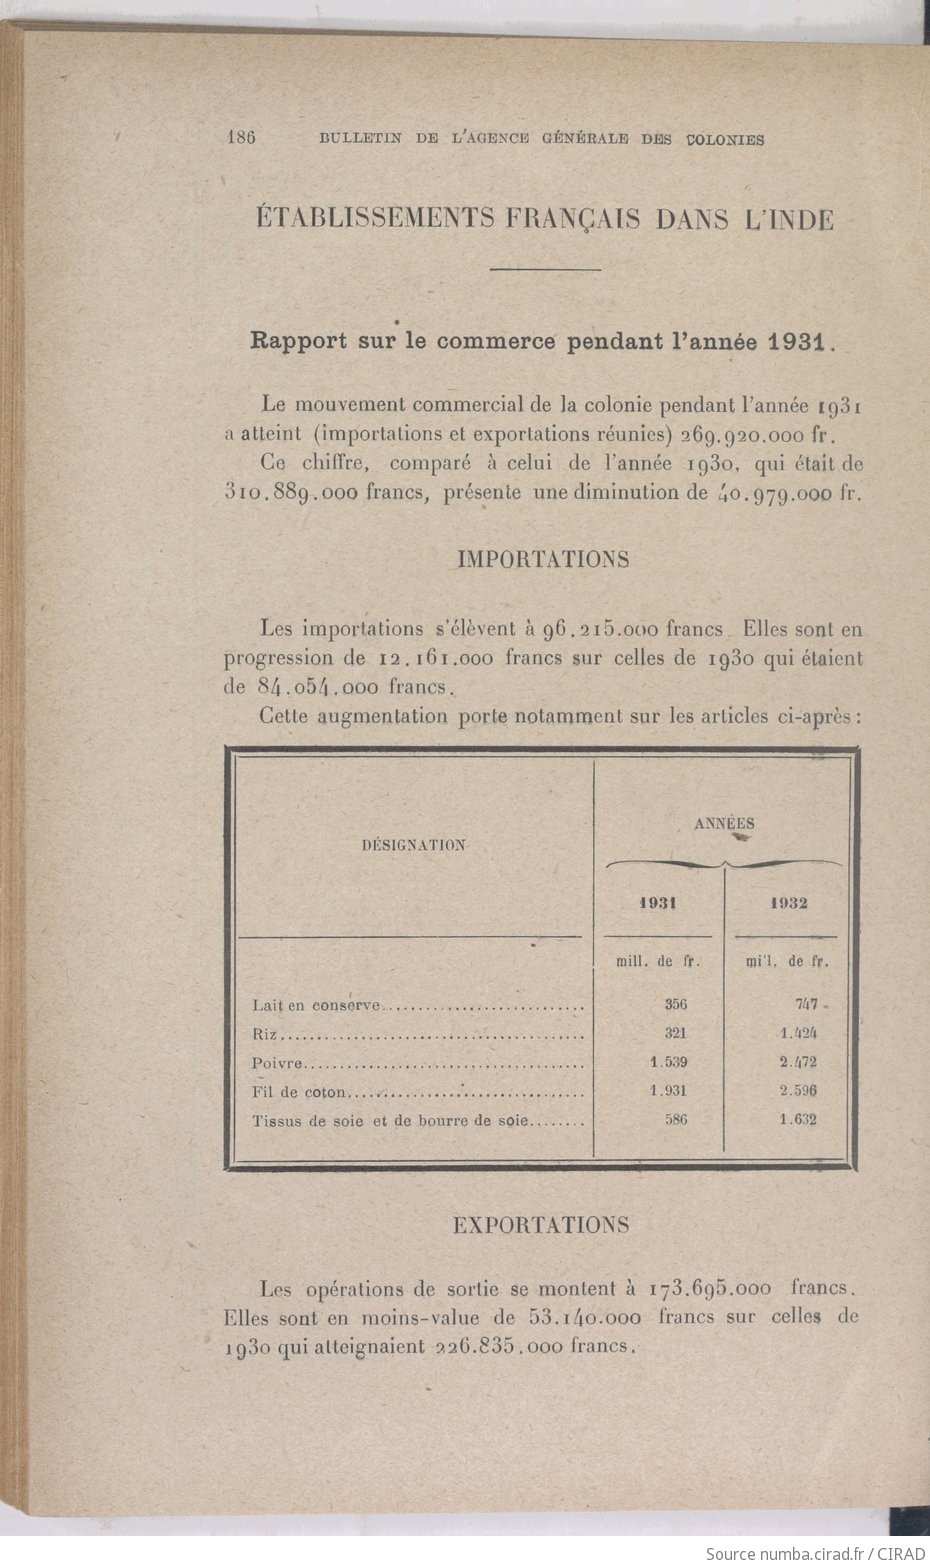 186 BULLETIN DE L'AGENCE GÉNÉRALE DES COLONIES
ÉTABLISSEMENTS FRANÇAIS DANS L'INDE
Rapport sur le commerce pendant l'année 1931.
Le mouvement commercial de la colonie pendant l'année 1931
a atteint (importations et exportations réunies) 269.920.000 fr.
Ce chiffre, comparé à celui de l'année 1930, qui était de
310.889.000 francs, présente une diminution de 40.979.000 fr.
IMPORTATIONS
Les importations s'élèvent à 96.215.000 francs. Elles sont en
progression de 12.161.000 francs sur celles de 1930 qui étaient
de 84.054.000 francs.
Cette augmentation porte notamment sur les articles ci-après :
DÉSIGNATION
ANNÉES
1931 1932
mill. de fr. mill. de fr.
Lait en conserve 356 747
Riz 321 1.424
Poivre 1.539 2.472
Fil de coton 1.931 2.596
Tissus de soie et de bourre de soie 586 1.632
EXPORTATIONS
Les opérations de sortie se montent à 173.695.000 francs.
Elles sont en moins-value de 53.140.000 francs sur celles de
1930 qui atteignaient 226.835.000 francs.
Source numba.cirad.fr / CIRAD